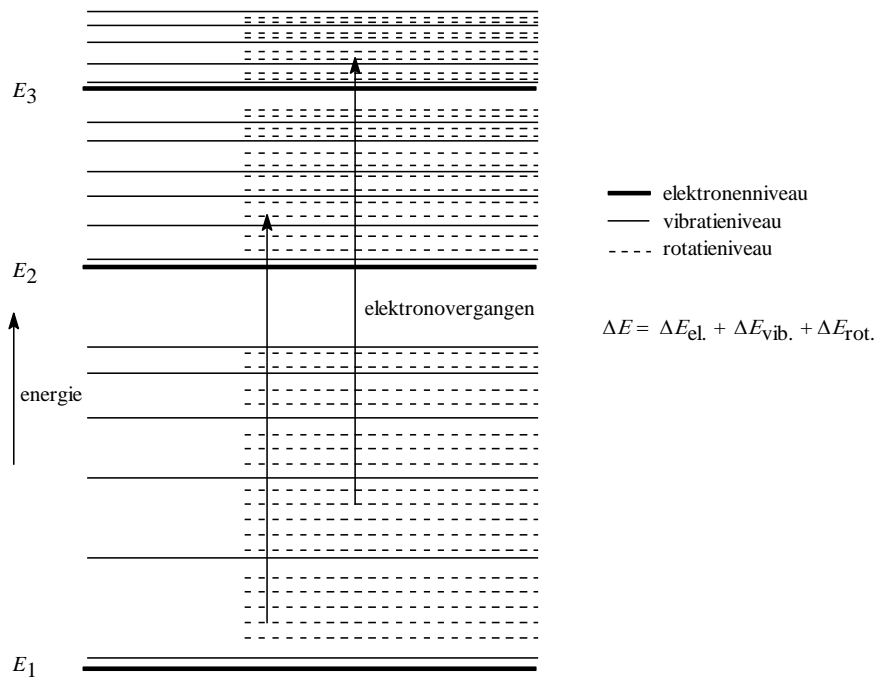 E3
elektronenniveau
vibratieniveau
rotatieniveau
E2
elektronovergangen
ΔE = ΔEel. + ΔEvib. + ΔErot.
energie
E1